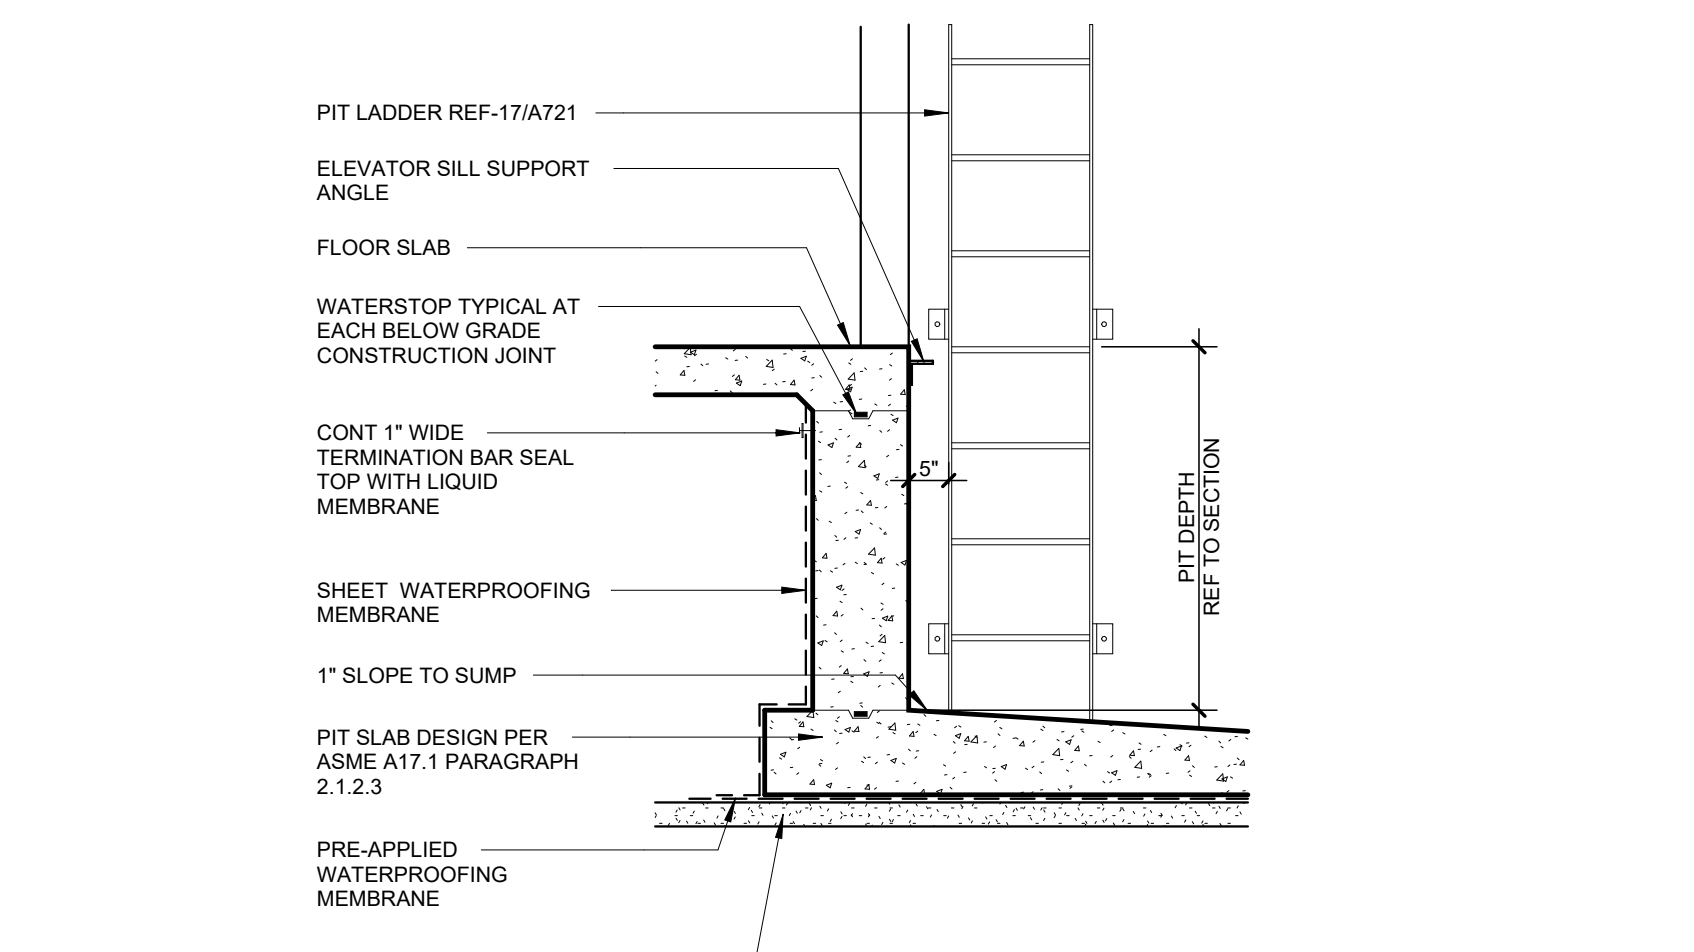 PIT LADDER REF-17/A721
ELEVATOR SILL SUPPORT
ANGLE
FLOOR SLAB
WATERSTOP TYPICAL AT
EACH BELOW GRADE
CONSTRUCTION JOINT
CONT 1" WIDE
TERMINATION BAR SEAL
TOP WITH LIQUID
MEMBRANE
5"
PIT DEPTH
REF TO SECTION
SHEET  WATERPROOFING
MEMBRANE
1" SLOPE TO SUMP
PIT SLAB DESIGN PER
ASME A17.1 PARAGRAPH
2.1.2.3
PRE-APPLIED
WATERPROOFING
MEMBRANE